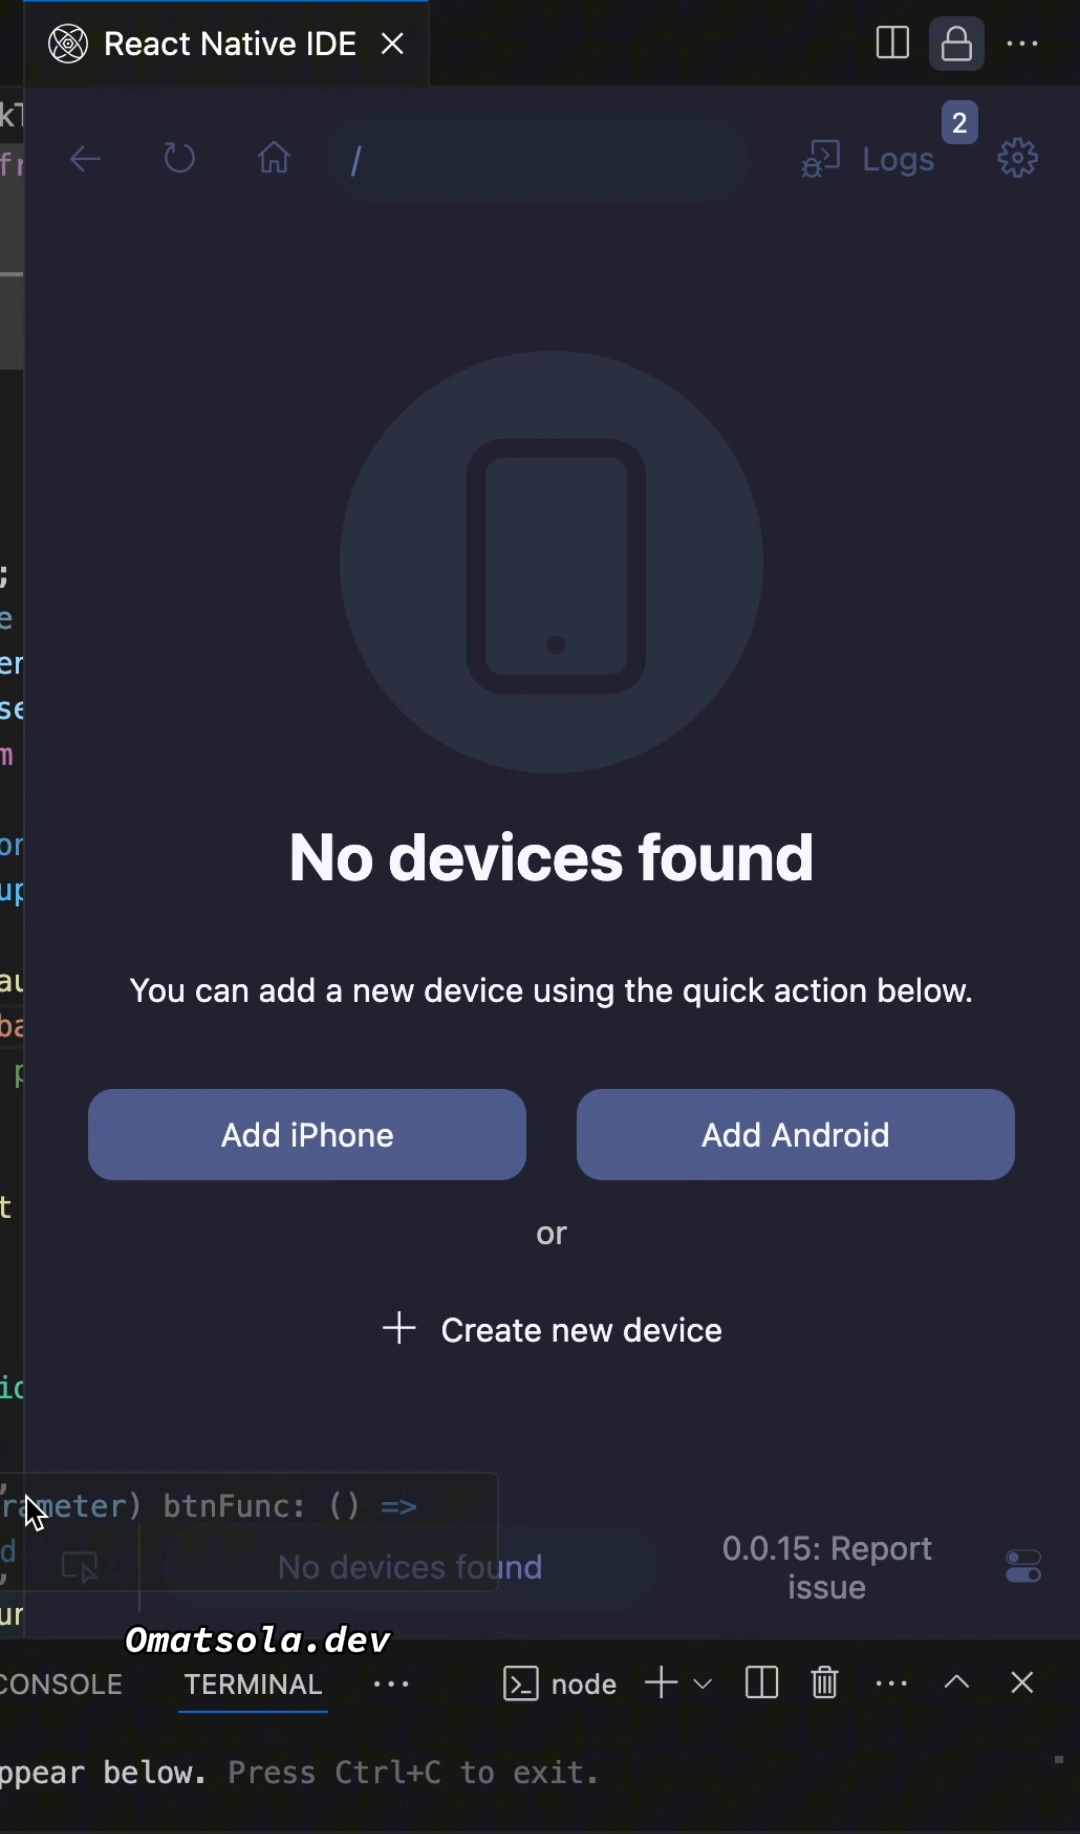 React Native IDE
2
/
Logs
No devices found
You can add a new device using the quick action below.
Add iPhone
Add Android
or
Create new device
rameter) btnFunc: () =>
No devices found
0.0.15: Report
issue
Omatsola.dev
CONSOLE
TERMINAL
node
ppear below. Press Ctrl+C to exit.